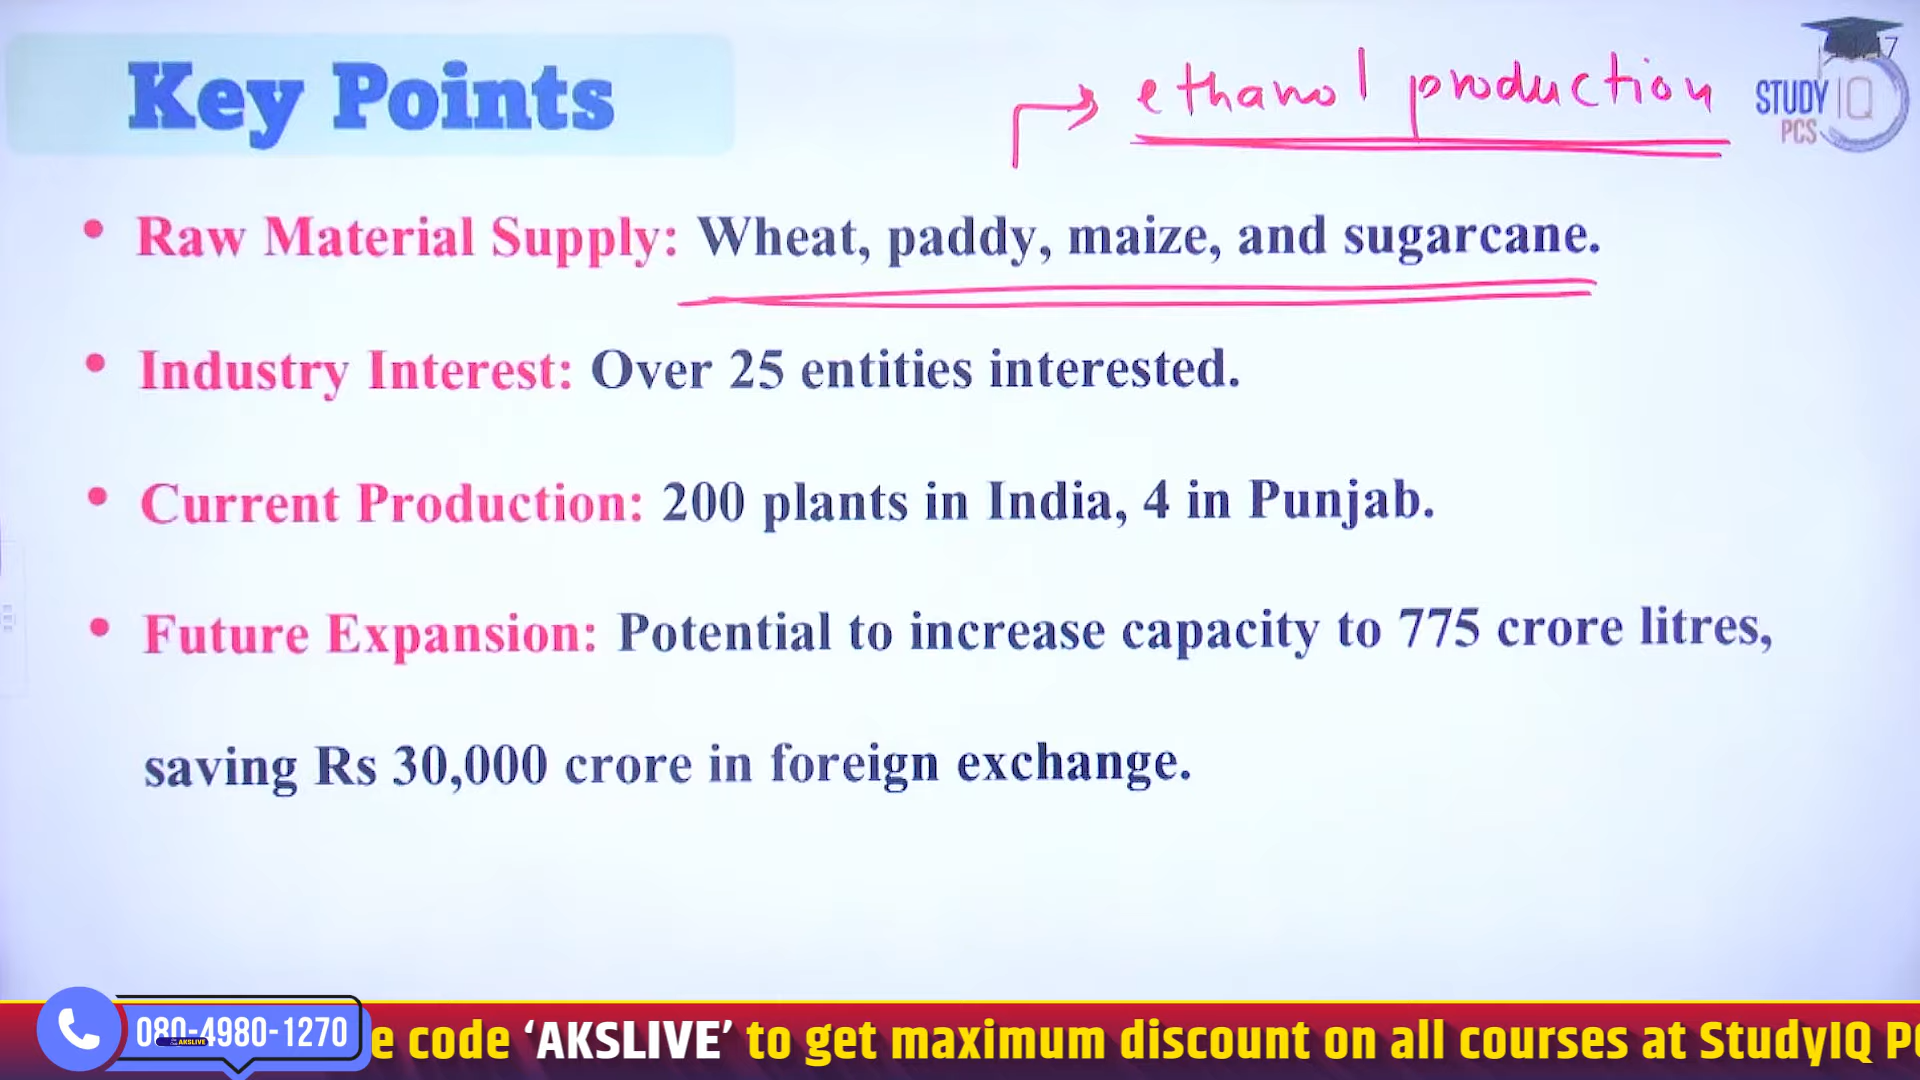 Key Points
ethanol production
STUDY IQ
PCS
• Raw Material Supply: Wheat, paddy, maize, and sugarcane.
• Industry Interest: Over 25 entities interested.
• Current Production: 200 plants in India, 4 in Punjab.
• Future Expansion: Potential to increase capacity to 775 crore litres,
saving Rs 30,000 crore in foreign exchange.
080-4980-1270
AKSLIVE
e code ‘AKSLIVE’ to get maximum discount on all courses at StudyIQ P